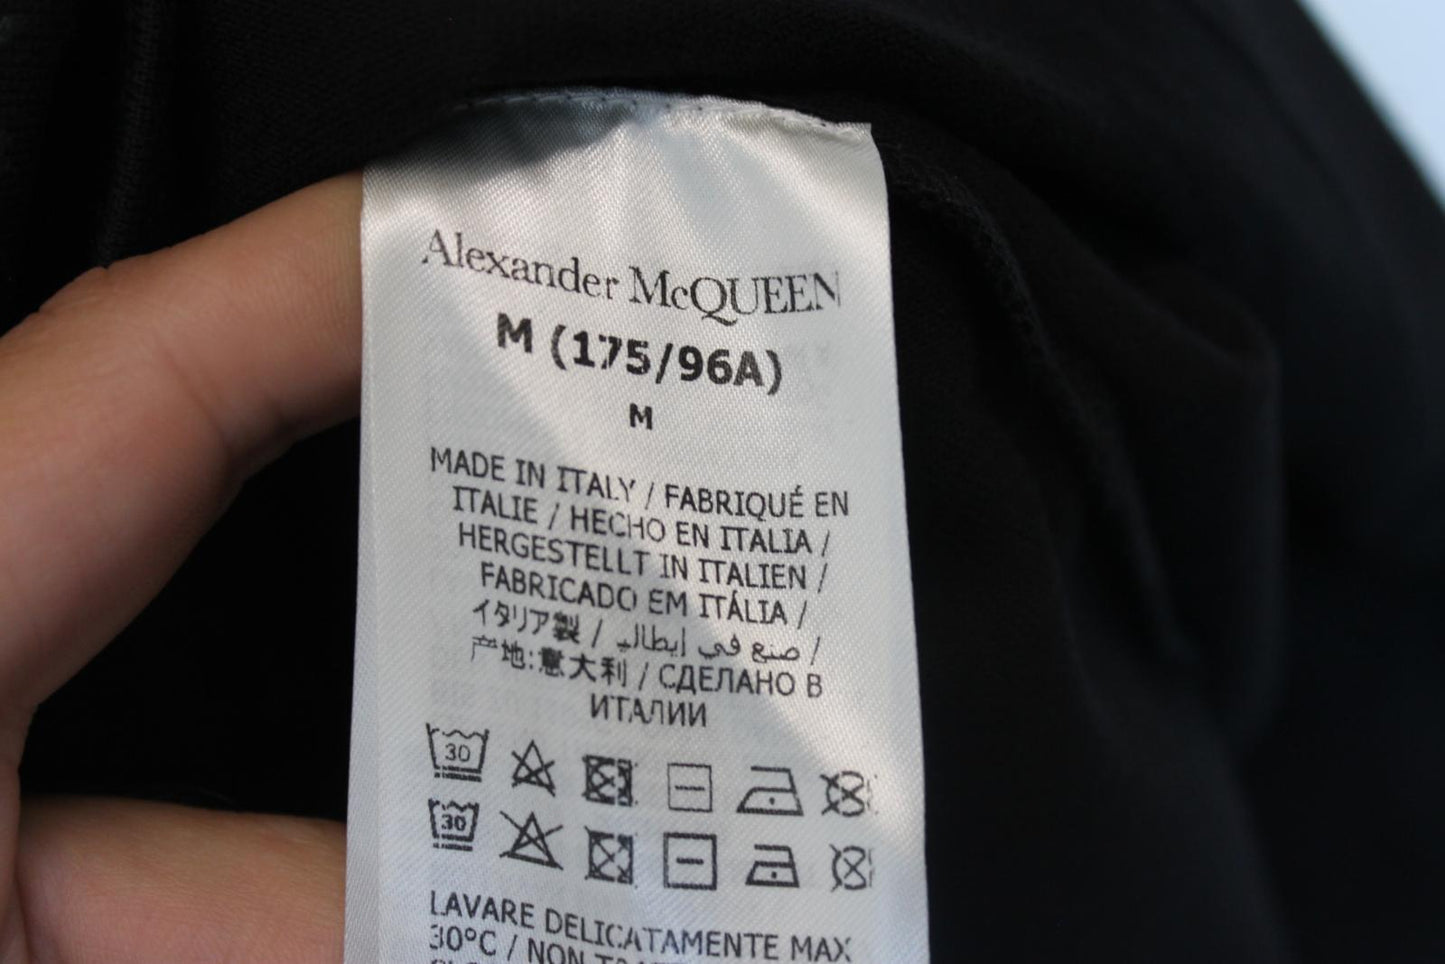 Alexander McQUEEN
M (175/96A)
M
MADE IN ITALY / FABRIQUÉ EN
ITALIE / HECHO EN ITALIA /
HERGESTELLT IN ITALIEN /
FABRICADO EM ITÁLIA /
イタリア製 / صنع في إيطاليا /
产地:意大利 / СДЕЛАНО В
ИТАЛИИ
30
30
LAVARE DELICATAMENTE MAX
30°C / NON